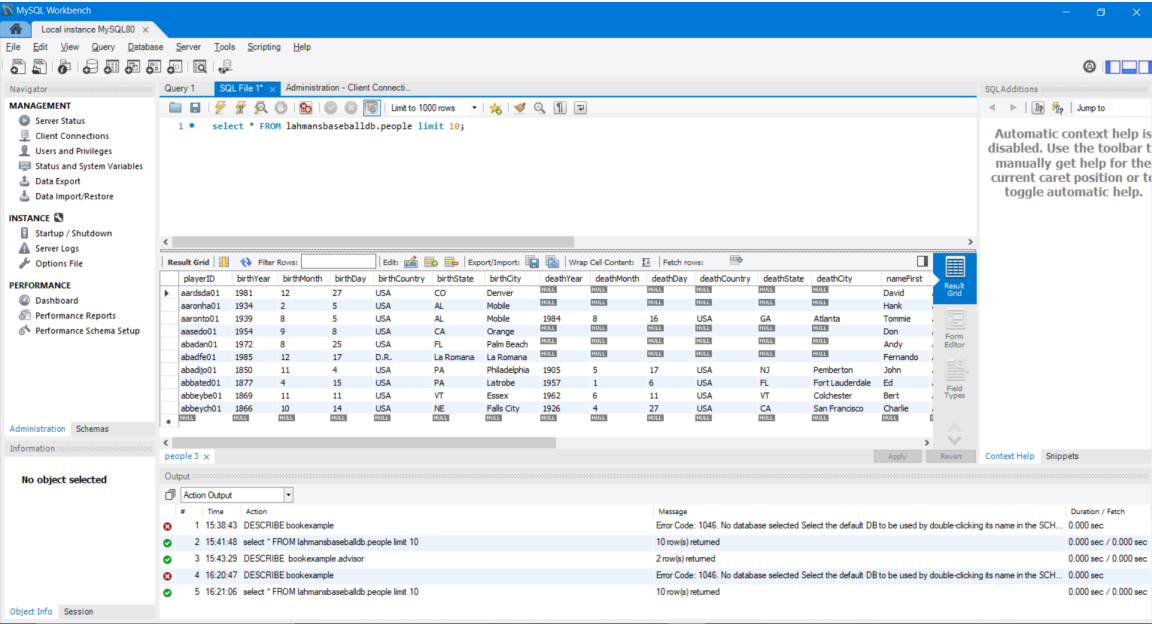 MySQL Workbench
Local instance MySQL80
File Edit View Query Database Server Tools Scripting Help
Navigator
MANAGEMENT
Server Status
Client Connections
Users and Privileges
Status and System Variables
Data Export
Data Import/Restore
INSTANCE
Startup / Shutdown
Server Logs
Options File
PERFORMANCE
Dashboard
Performance Reports
Performance Schema Setup
Administration Schemas
Information
No object selected
Object Info Session
Query 1 SQL File 1* Administration - Client Connecti..
Limit to 1000 rows
1 select * FROM lahmansbaseballdb.people limit 10;
Result Grid Filter Rows: Edit: Export/Import: Wrap Cell Content: Fetch rows:
playerID birthYear birthMonth birthDay birthCountry birthState birthCity deathYear deathMonth deathDay deathCountry deathState deathCity nameFirst
aardsda01 1981 12 27 USA CO Denver NULL NULL NULL NULL NULL NULL David
aaronha01 1934 2 5 USA AL Mobile NULL NULL NULL NULL NULL NULL Hank
aaronto01 1939 8 5 USA AL Mobile 1984 8 16 USA GA Atlanta Tommie
aasedo01 1954 9 8 USA CA Orange NULL NULL NULL NULL NULL NULL Don
abadan01 1972 8 25 USA FL Palm Beach NULL NULL NULL NULL NULL NULL Andy
abadfe01 1985 12 17 D.R. La Romana La Romana NULL NULL NULL NULL NULL NULL Fernando
abadijo01 1850 11 4 USA PA Philadelphia 1905 5 17 USA NJ Pemberton John
abbated01 1877 4 15 USA PA Latrobe 1957 1 6 USA FL Fort Lauderdale Ed
abbeybe01 1869 11 11 USA VT Essex 1962 6 11 USA VT Colchester Bert
abbeych01 1866 10 14 USA NE Falls City 1926 4 27 USA CA San Francisco Charlie
NULL NULL NULL NULL NULL NULL NULL NULL NULL NULL NULL NULL NULL NULL
Result Grid
Form Editor
Field Types
people 3 Apply Revert
Output
Action Output
# Time Action Message Duration / Fetch
1 15:38:43 DESCRIBE bookexample Error Code: 1046. No database selected Select the default DB to be used by double-clicking its name in the SCH... 0.000 sec
2 15:41:48 select * FROM lahmansbaseballdb.people limit 10 10 row(s) returned 0.000 sec / 0.000 sec
3 15:43:29 DESCRIBE bookexample.advisor 2 row(s) returned 0.000 sec / 0.000 sec
4 16:20:47 DESCRIBE bookexample Error Code: 1046. No database selected Select the default DB to be used by double-clicking its name in the SCH... 0.000 sec
5 16:21:06 select * FROM lahmansbaseballdb.people limit 10 10 row(s) returned 0.000 sec / 0.000 sec
SQLAdditions
Jump to
Automatic context help is
disabled. Use the toolbar t
manually get help for the
current caret position or to
toggle automatic help.
Context Help Snippets